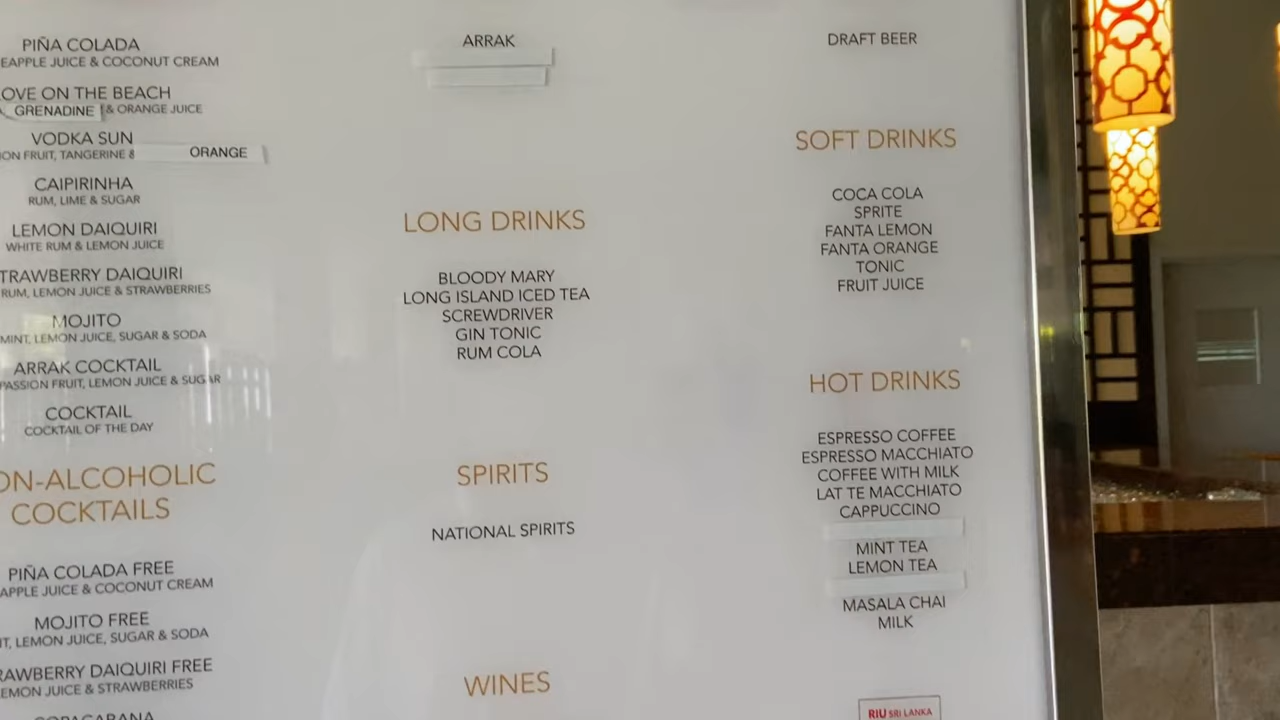 PIÑA COLADA
EAPPLE JUICE & COCONUT CREAM
OVE ON THE BEACH
GRENADINE & ORANGE JUICE
VODKA SUN
ION FRUIT, TANGERINE & ORANGE
CAIPIRINHA
RUM, LIME & SUGAR
LEMON DAIQUIRI
WHITE RUM & LEMON JUICE
TRAWBERRY DAIQUIRI
RUM, LEMON JUICE & STRAWBERRIES
MOJITO
MINT, LEMON JUICE, SUGAR & SODA
ARRAK COCKTAIL
PASSION FRUIT, LEMON JUICE & SUGAR
COCKTAIL
COCKTAIL OF THE DAY
ON-ALCOHOLIC
COCKTAILS
PIÑA COLADA FREE
APPLE JUICE & COCONUT CREAM
MOJITO FREE
T, LEMON JUICE, SUGAR & SODA
RAWBERRY DAIQUIRI FREE
EMON JUICE & STRAWBERRIES
COPACABANA
ARRAK
LONG DRINKS
BLOODY MARY
LONG ISLAND ICED TEA
SCREWDRIVER
GIN TONIC
RUM COLA
SPIRITS
NATIONAL SPIRITS
WINES
DRAFT BEER
SOFT DRINKS
COCA COLA
SPRITE
FANTA LEMON
FANTA ORANGE
TONIC
FRUIT JUICE
HOT DRINKS
ESPRESSO COFFEE
ESPRESSO MACCHIATO
COFFEE WITH MILK
LAT TE MACCHIATO
CAPPUCCINO
MINT TEA
LEMON TEA
MASALA CHAI
MILK
RIU SRI LANKA